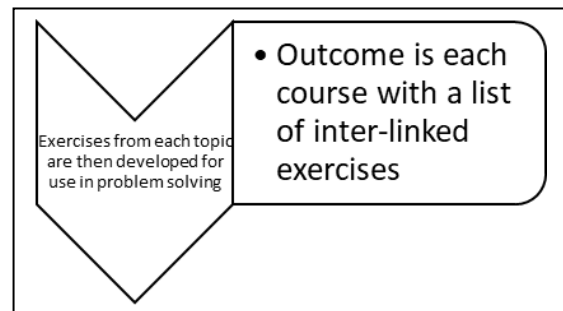 Exercises from each topic
are then developed for
use in problem solving
• Outcome is each
course with a list
of inter-linked
exercises